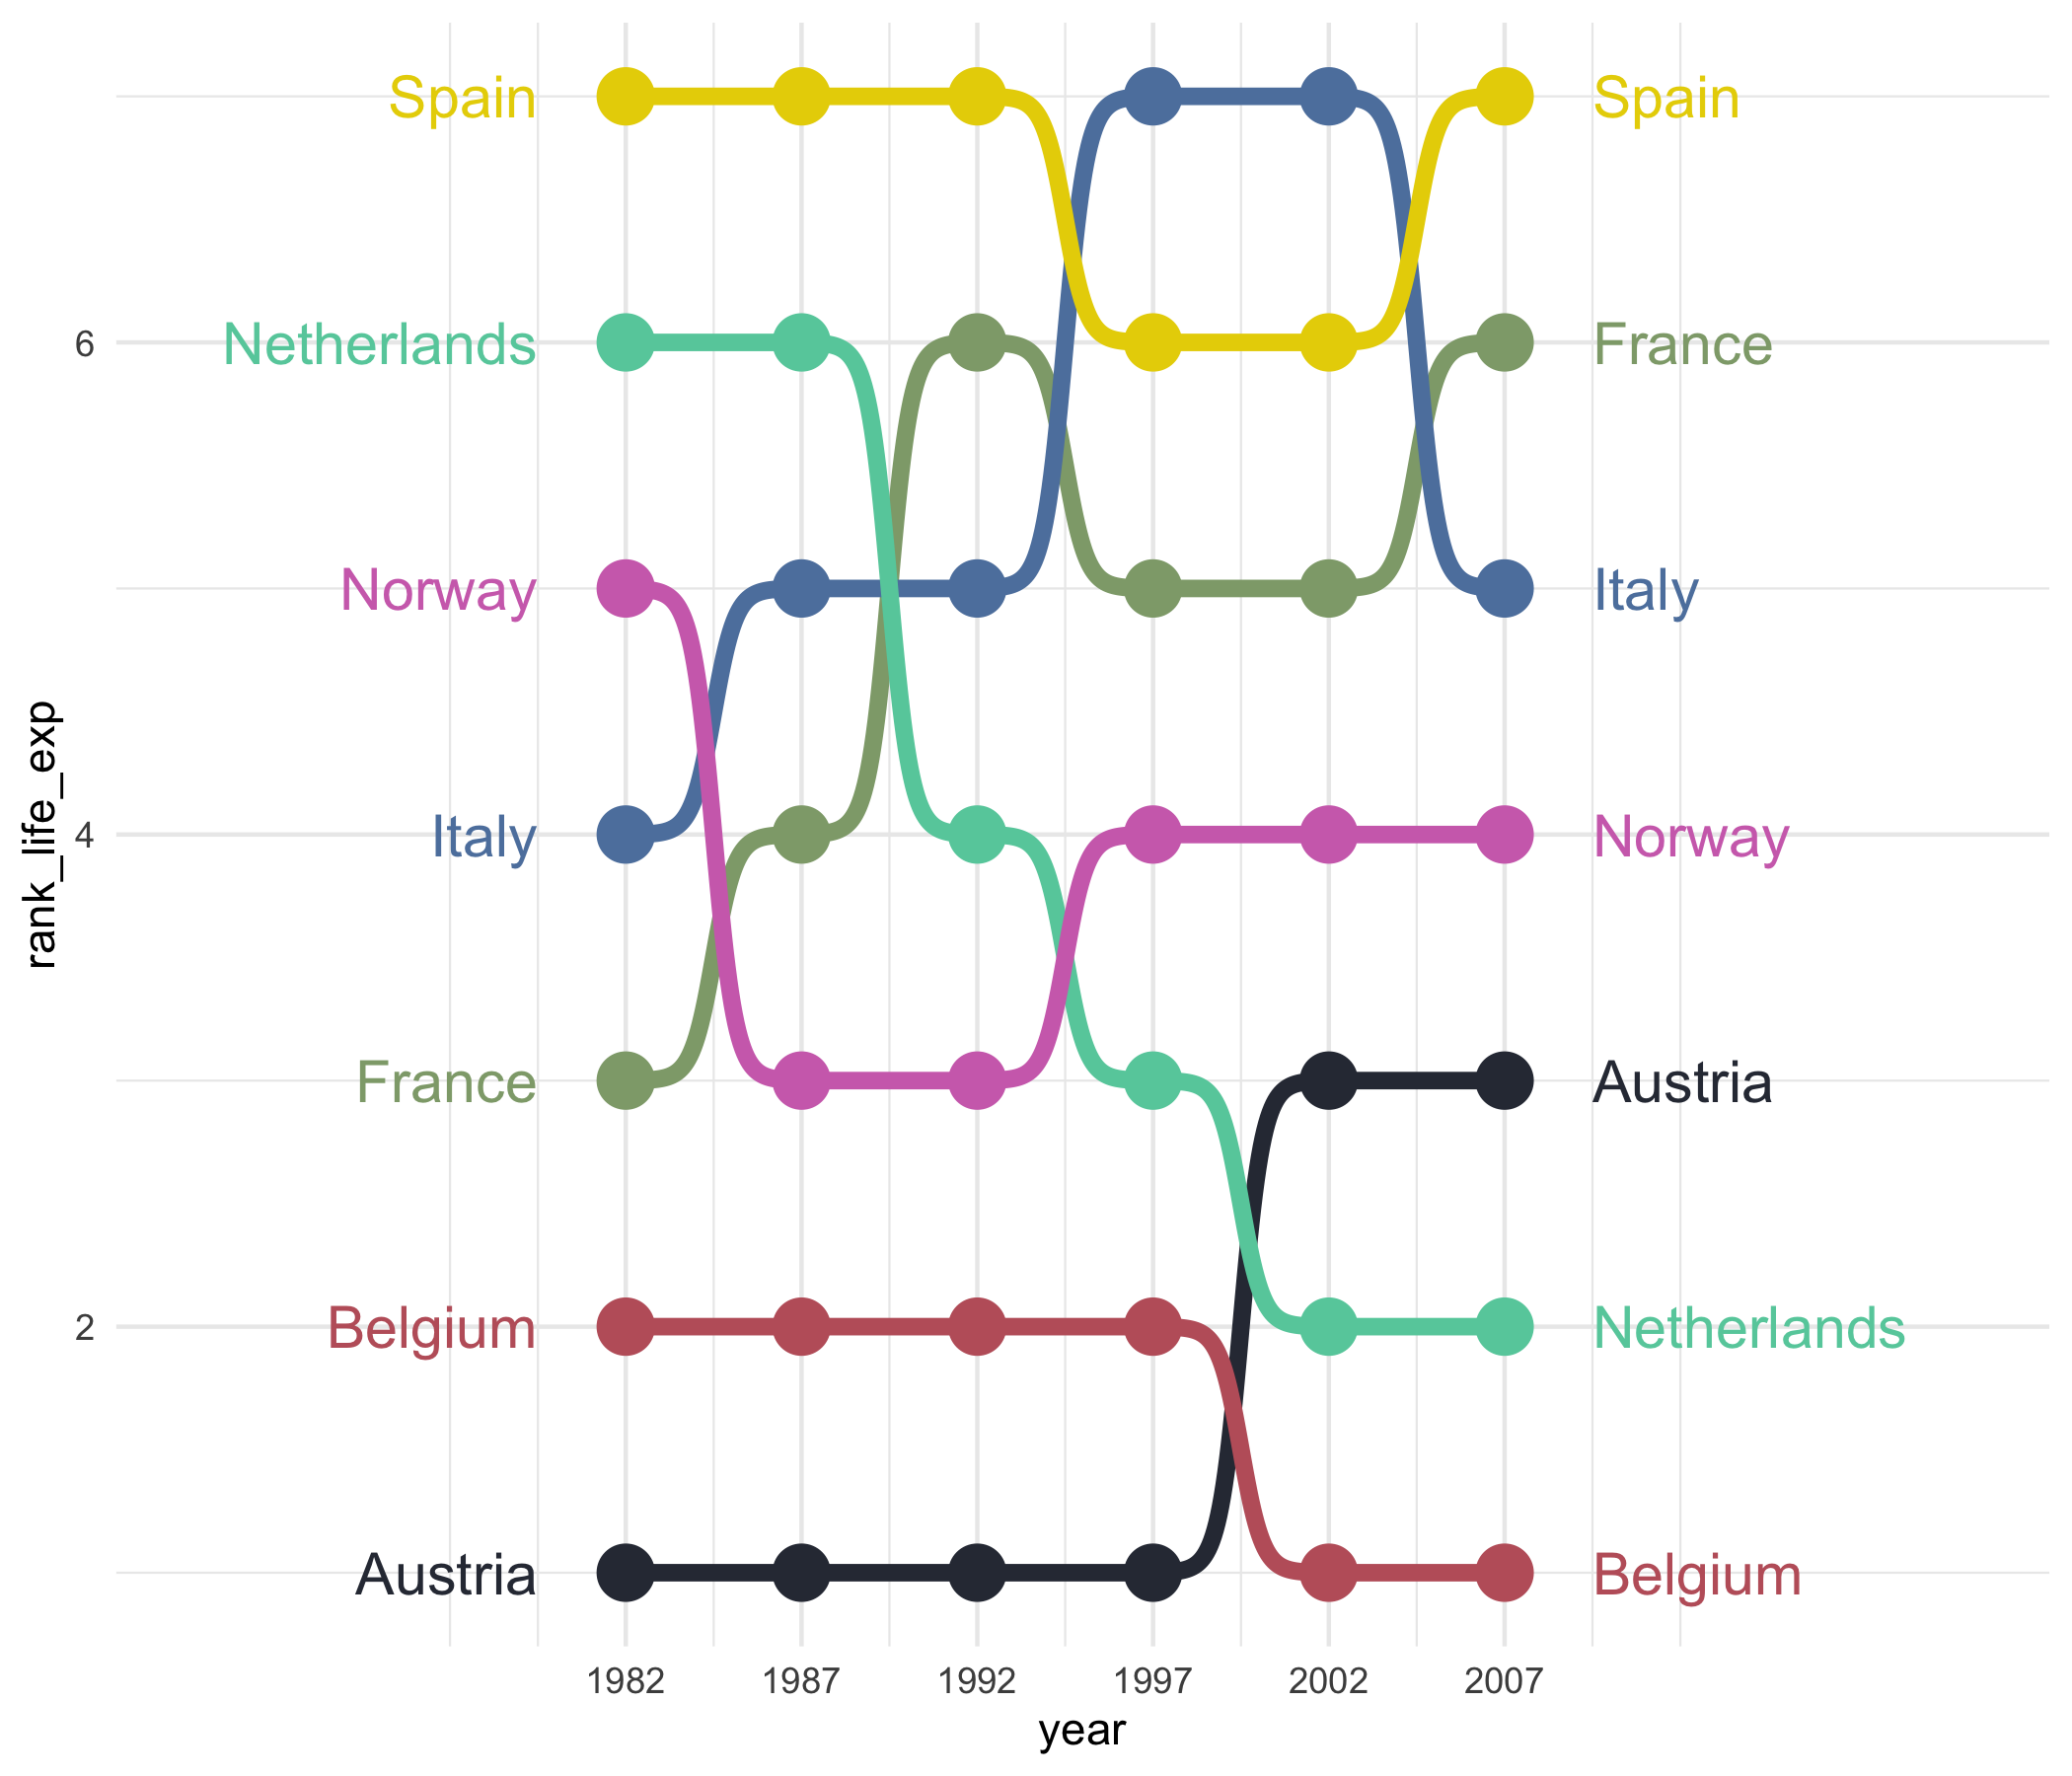 Spain Spain
6 Netherlands France
Norway Italy
rank_life_exp
4 Italy Norway
France Austria
2 Belgium Netherlands
Austria Belgium
1982 1987 1992 1997 2002 2007
year